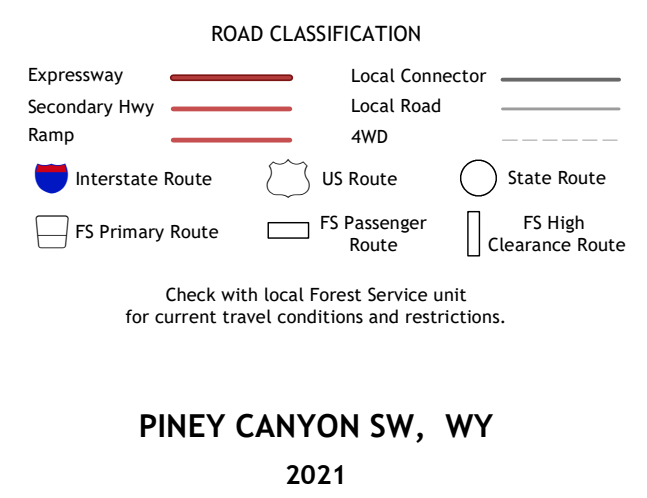 ROAD CLASSIFICATION
Expressway
Local Connector
Secondary Hwy
Local Road
Ramp
4WD
Interstate Route
US Route
State Route
FS Primary Route
FS Passenger
Route
FS High
Clearance Route
Check with local Forest Service unit
for current travel conditions and restrictions.
PINEY CANYON SW, WY
2021